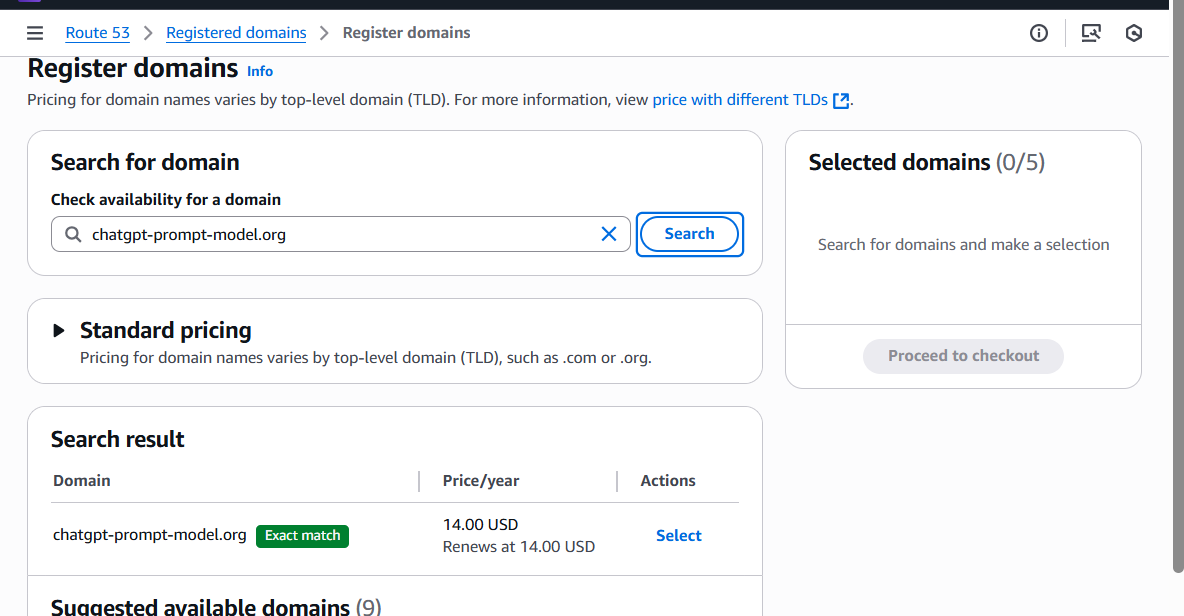 Route 53 > Registered domains > Register domains
Register domains Info
Pricing for domain names varies by top-level domain (TLD). For more information, view price with different TLDs.
Search for domain
Check availability for a domain
chatgpt-prompt-model.org
Search
Selected domains (0/5)
Search for domains and make a selection
Proceed to checkout
Standard pricing
Pricing for domain names varies by top-level domain (TLD), such as .com or .org.
Search result
Domain Price/year Actions
chatgpt-prompt-model.org Exact match 14.00 USD Select
Renews at 14.00 USD
Suggested available domains (9)